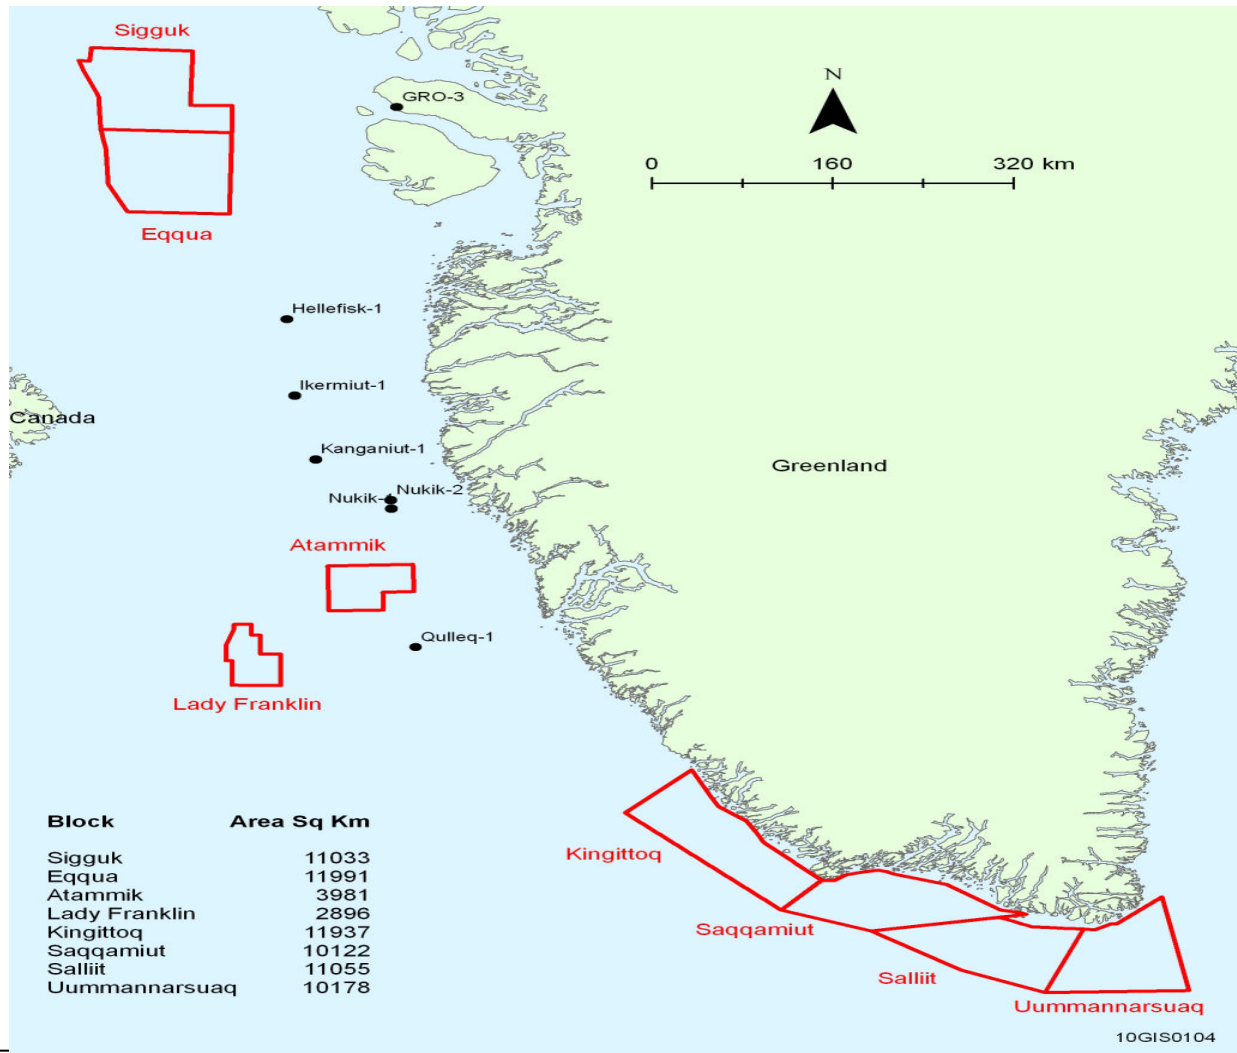 Sigguk
GRO-3
N
0 160 320 km
Eqqua
Hellefisk-1
Ikermiut-1
Canada
Kanganiut-1
Greenland
Nukik-2
Nukik-
Atammik
Qulleq-1
Lady Franklin
Block Area Sq Km
Sigguk 11033
Eqqua 11991
Atammik 3981
Lady Franklin 2896
Kingittoq 11937
Saqqamiut 10122
Salliit 11055
Uummannarsuaq 10178
Kingittoq
Saqqamiut
Salliit
Uummannarsuaq
10GIS0104